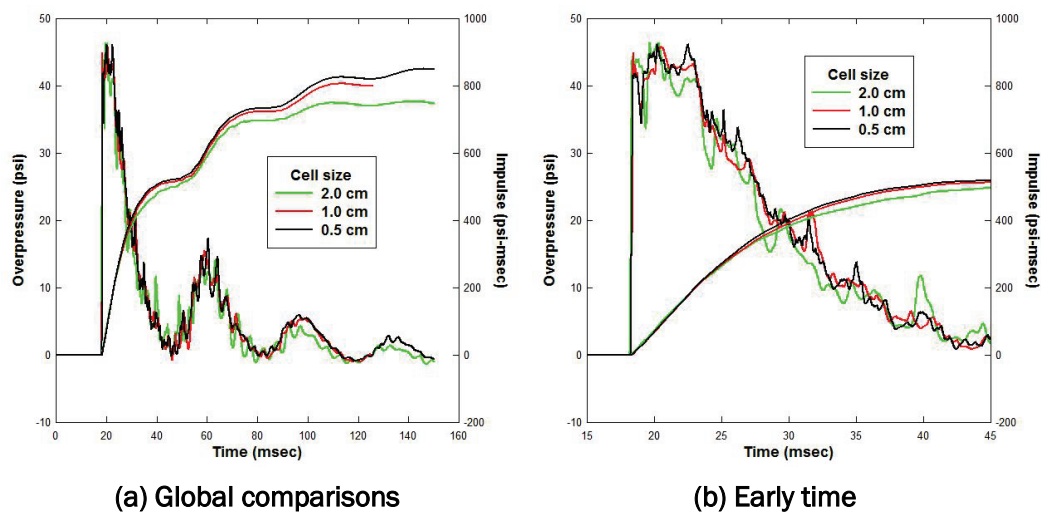 50
40
30
20
10
0
-10
1000
800
600
400
200
0
-200
0 20 40 60 80 100 120 140 160
Overpressure (psi)
Impulse (psi-msec)
Time (msec)
Cell size
2.0 cm
1.0 cm
0.5 cm
(a) Global comparisons
50
40
30
20
10
0
-10
1000
800
600
400
200
0
-200
15 20 25 30 35 40 45
Overpressure (psi)
Impulse (psi-msec)
Time (msec)
Cell size
2.0 cm
1.0 cm
0.5 cm
(b) Early time